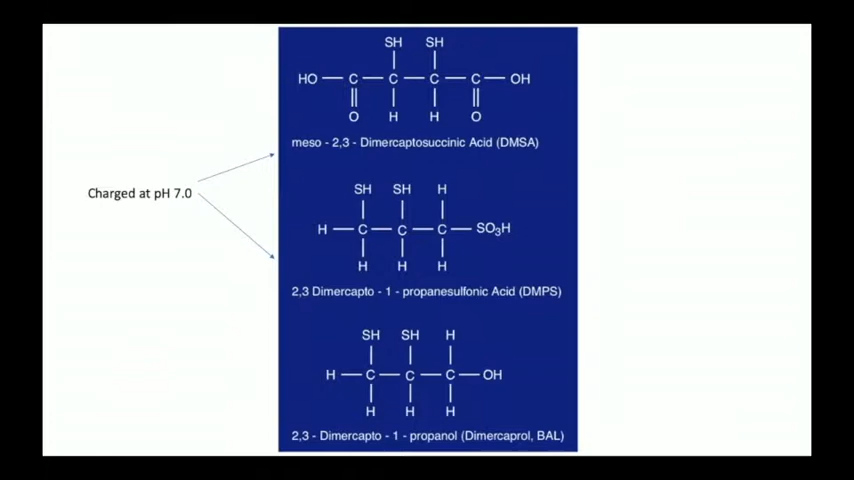 SH SH
HO C C C C OH
O H H O
meso - 2,3 - Dimercaptosuccinic Acid (DMSA)
Charged at pH 7.0
SH SH H
H C C C SO3H
H H H
2,3 Dimercapto - 1 - propanesulfonic Acid (DMPS)
SH SH H
H C C C OH
H H H
2,3 - Dimercapto - 1 - propanol (Dimercaprol, BAL)